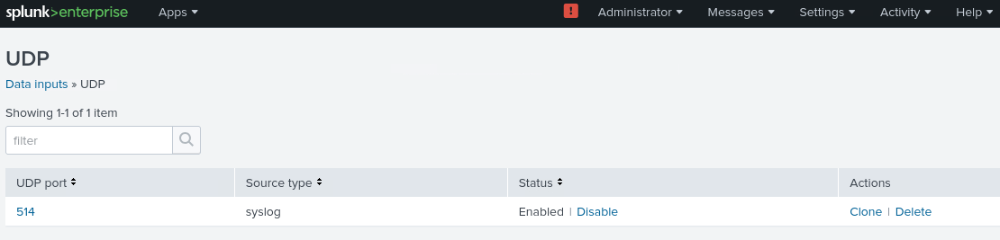 splunk>enterprise Apps ! Administrator Messages Settings Activity Help
UDP
Data inputs » UDP
Showing 1-1 of 1 item
filter
UDP port Source type Status Actions
514 syslog Enabled | Disable Clone | Delete